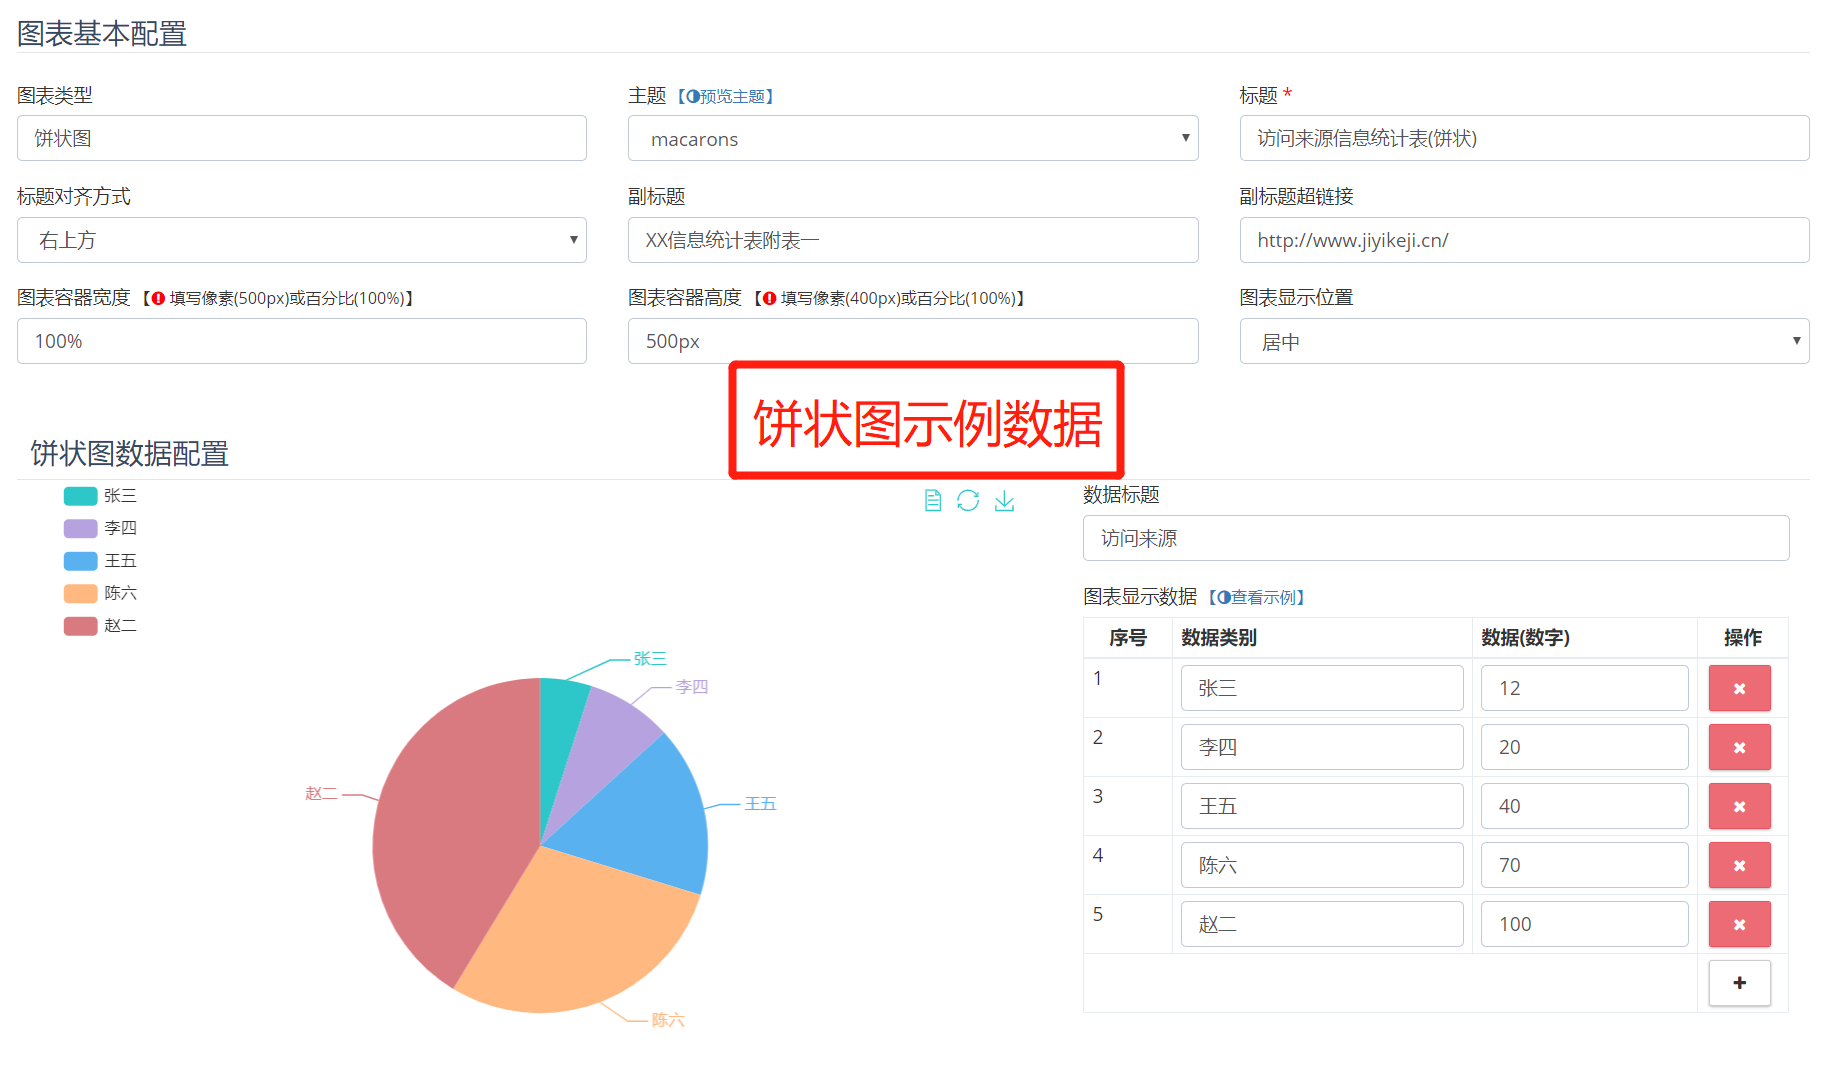 图表基本配置
图表类型
主题 【预览主题】
标题 *
饼状图
macarons
访问来源信息统计表(饼状)
标题对齐方式
副标题
副标题超链接
右上方
XX信息统计表附表一
http://www.jiyikeji.cn/
图表容器宽度 【填写像素(500px)或百分比(100%)】
图表容器高度 【填写像素(400px)或百分比(100%)】
图表显示位置
100%
500px
居中
饼状图示例数据
饼状图数据配置
张三
李四
王五
陈六
赵二
张三
李四
王五
赵二
陈六
数据标题
访问来源
图表显示数据 【查看示例】
序号 数据类别 数据(数字) 操作
1 张三 12
2 李四 20
3 王五 40
4 陈六 70
5 赵二 100